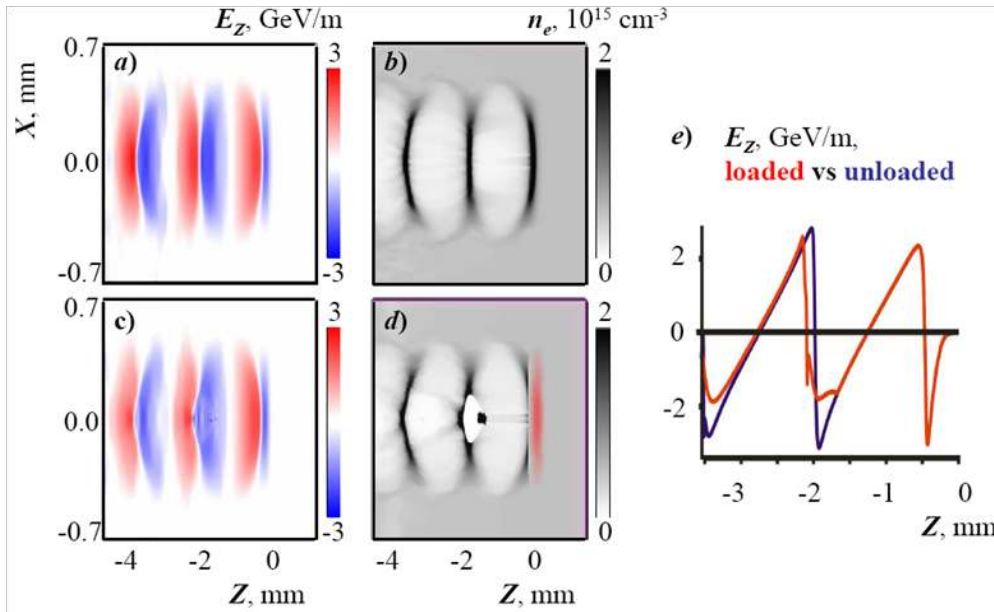 E_Z, GeV/m
n_e, 10^15 cm^-3
0.7
a)
3
b)
2
X, mm
0.0
e) E_Z, GeV/m,
loaded vs unloaded
-0.7
-3
0
0.7
c)
3
d)
2
2
0.0
0
-2
-0.7
-3
0
-4
-2
0
-4
-2
0
-3
-2
-1
0
Z, mm
Z, mm
Z, mm